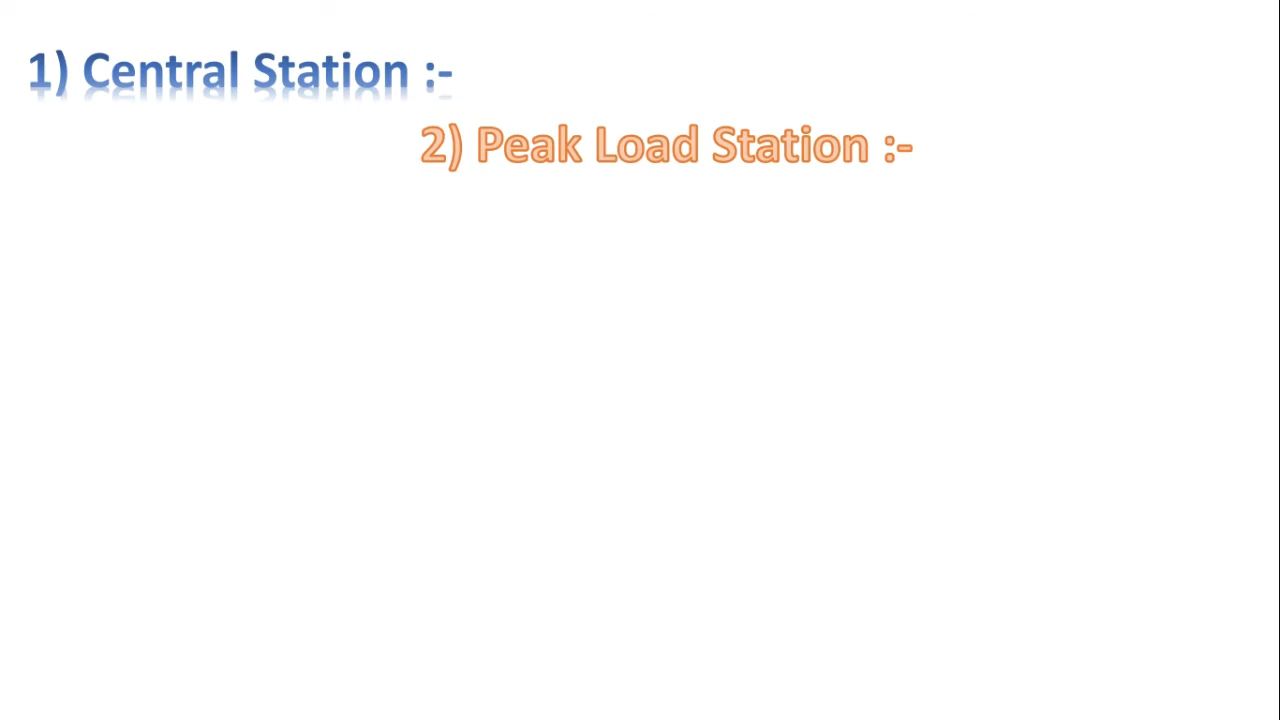 1) Central Station :-
2) Peak Load Station :-